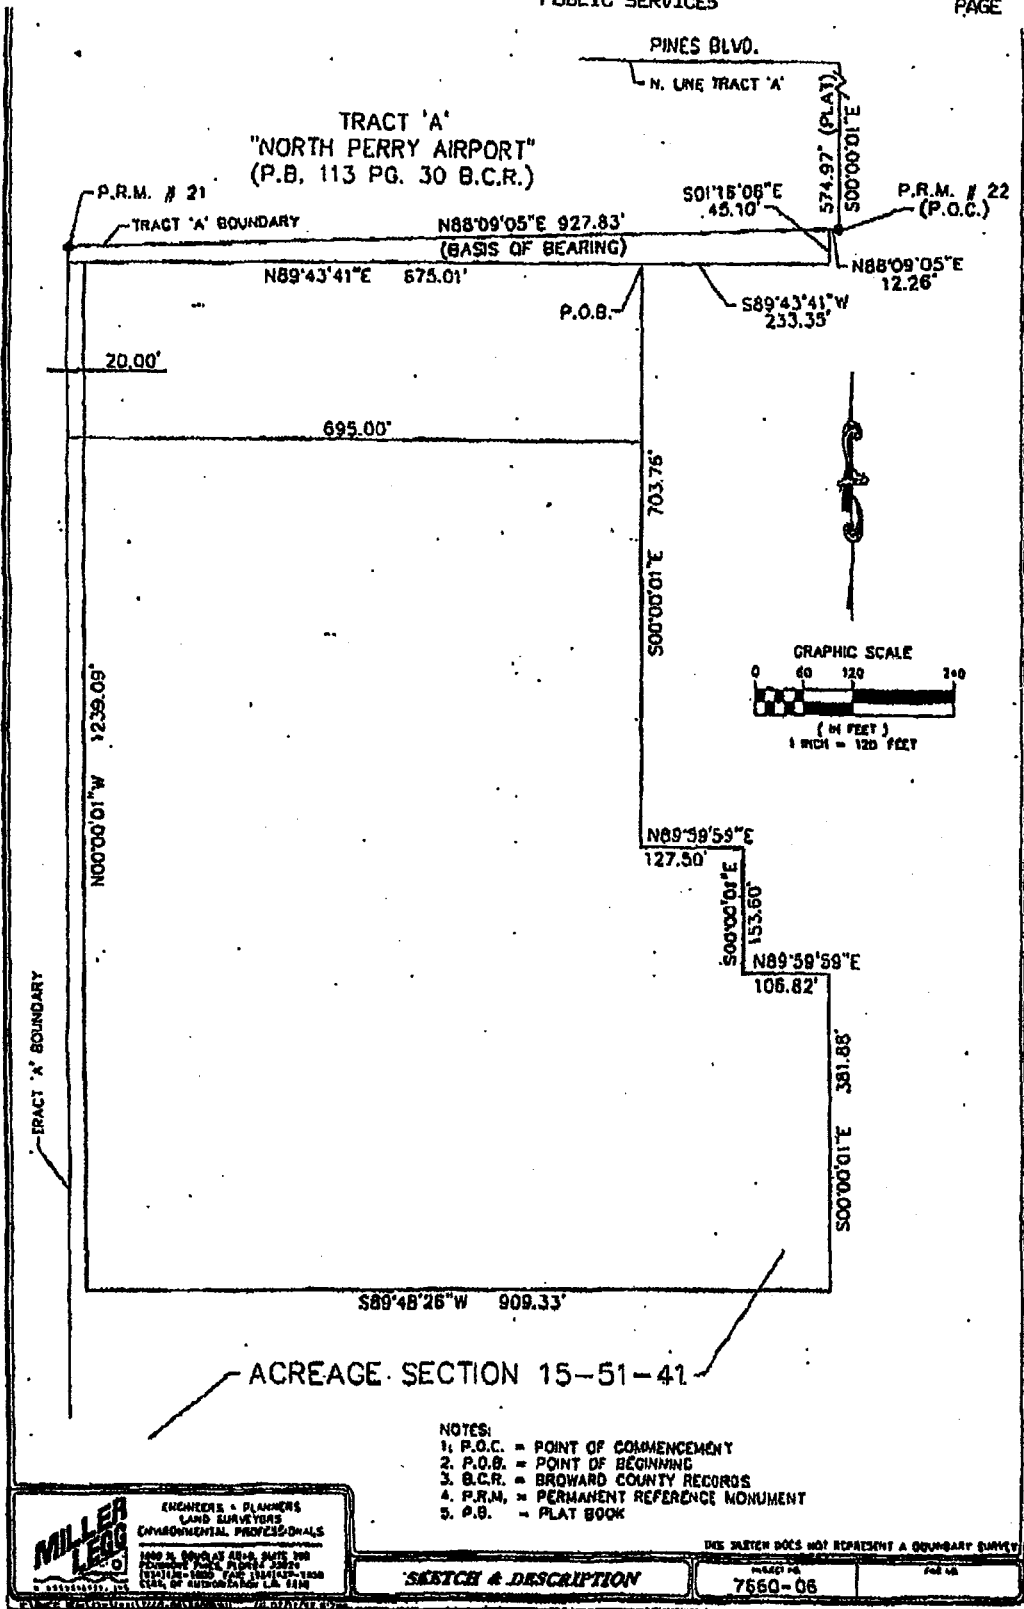 PUBLIC SERVICES
PAGE
PINES BLVD.
N. LINE TRACT 'A'
574.97' (PLAT)
S00°00'01"E
TRACT 'A'
"NORTH PERRY AIRPORT"
(P.B. 113 PG. 30 B.C.R.)
P.R.M. # 21
TRACT 'A' BOUNDARY
S01°16'06"E
45.10'
P.R.M. # 22
(P.O.C.)
N88°09'05"E 927.83'
(BASIS OF BEARING)
N89°43'41"E 675.01'
N88°09'05"E
12.26'
P.O.B.
S89°43'41"W
233.35'
20.00'
695.00'
S00°00'01"E 703.76'
GRAPHIC SCALE
0 60 120 240
( IN FEET )
1 INCH = 120 FEET
N00°00'01"W 1239.09'
N89°59'59"E
127.50'
S00°00'01"E
153.60'
N89°59'59"E
106.82'
TRACT 'A' BOUNDARY
S00°00'01"E 381.88'
S89°48'26"W 909.33'
ACREAGE SECTION 15-51-41
NOTES:
1. P.O.C. = POINT OF COMMENCEMENT
2. P.O.B. = POINT OF BEGINNING
3. B.C.R. = BROWARD COUNTY RECORDS
4. P.R.M. = PERMANENT REFERENCE MONUMENT
5. P.B. = PLAT BOOK
MILLER
LEGG
ENGINEERS • PLANNERS
LAND SURVEYORS
ENVIRONMENTAL PROFESSIONALS
THIS SKETCH DOES NOT REPRESENT A BOUNDARY SURVEY
SKETCH & DESCRIPTION
PROJECT NO.
7660-06